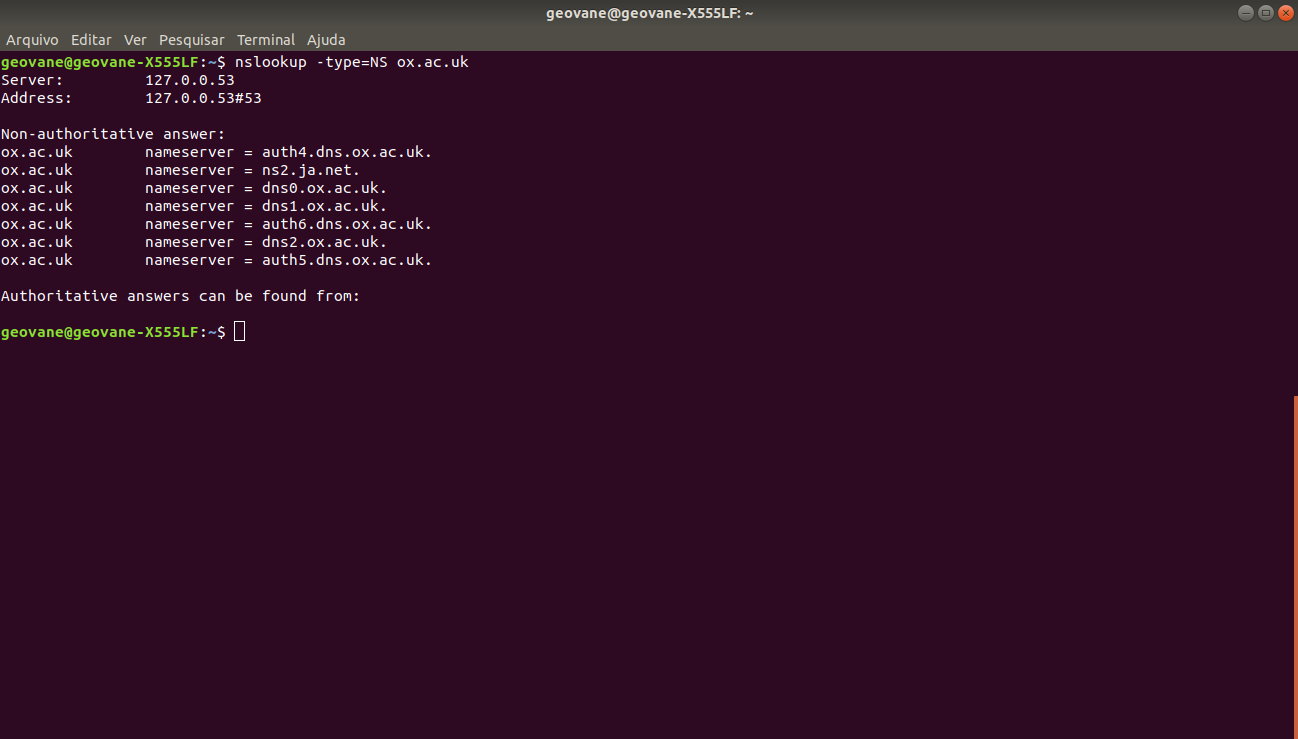 geovane@geovane-X555LF: ~
Arquivo Editar Ver Pesquisar Terminal Ajuda
geovane@geovane-X555LF:~$ nslookup -type=NS ox.ac.uk
Server:		127.0.0.53
Address:	127.0.0.53#53

Non-authoritative answer:
ox.ac.uk	nameserver = auth4.dns.ox.ac.uk.
ox.ac.uk	nameserver = ns2.ja.net.
ox.ac.uk	nameserver = dns0.ox.ac.uk.
ox.ac.uk	nameserver = dns1.ox.ac.uk.
ox.ac.uk	nameserver = auth6.dns.ox.ac.uk.
ox.ac.uk	nameserver = dns2.ox.ac.uk.
ox.ac.uk	nameserver = auth5.dns.ox.ac.uk.

Authoritative answers can be found from:

geovane@geovane-X555LF:~$